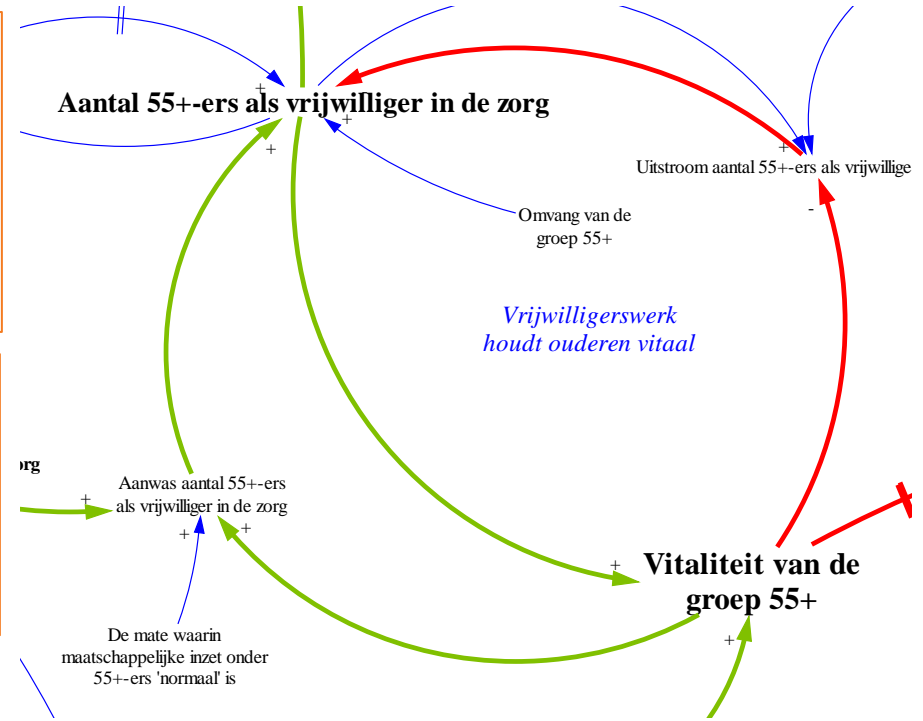 +
Aantal 55+-ers als vrijwilliger in de zorg
+
+
+
Uitstroom aantal 55+-ers als vrijwillige
-
Omvang van de
groep 55+
Vrijwilligerswerk
houdt ouderen vitaal
org
+
Aanwas aantal 55+-ers
als vrijwilliger in de zorg
+
+
+
Vitaliteit van de
groep 55+
+
De mate waarin
maatschappelijke inzet onder
55+-ers 'normaal' is